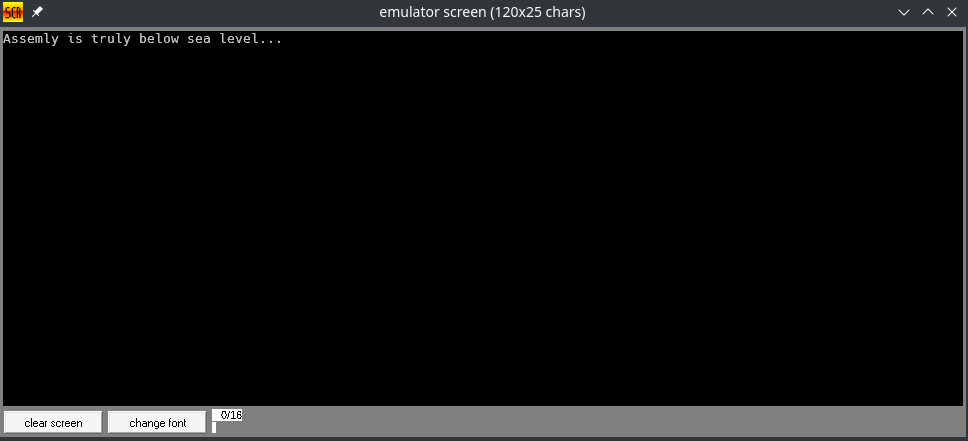 SCR
emulator screen (120x25 chars)
Assemly is truly below sea level...
clear screen
change font
0/16